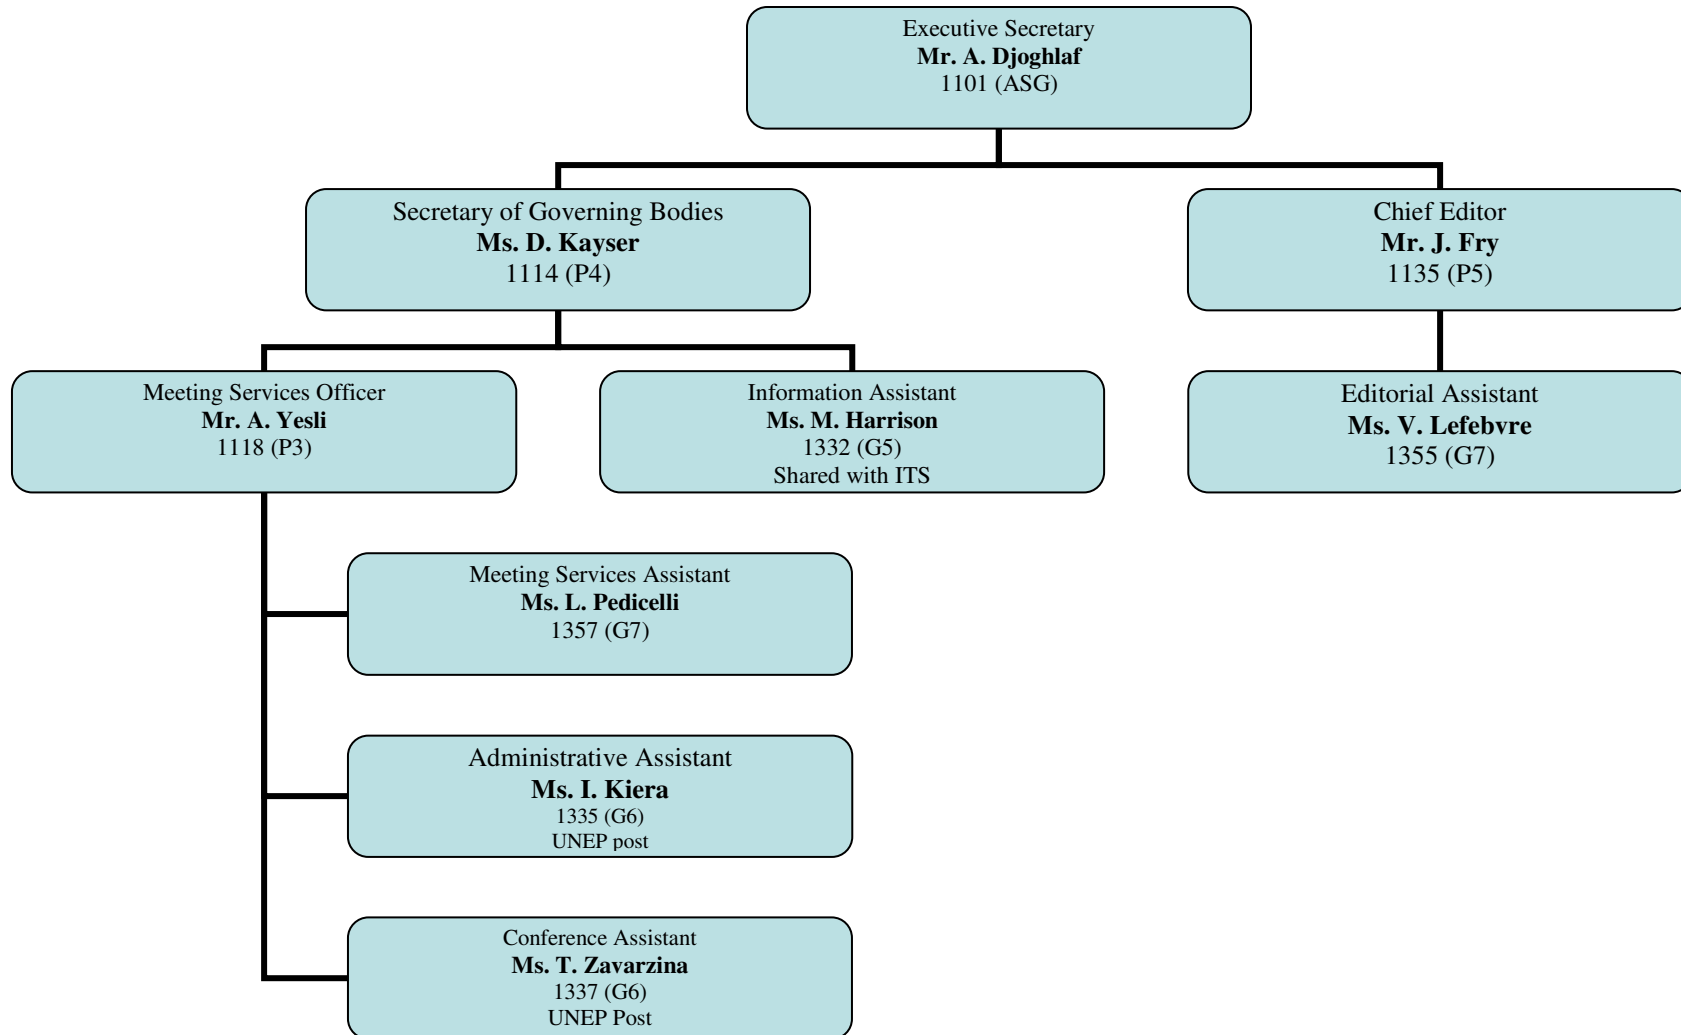 Executive Secretary
Mr. A. Djoghlaf
1101 (ASG)
Secretary of Governing Bodies
Ms. D. Kayser
1114 (P4)
Chief Editor
Mr. J. Fry
1135 (P5)
Meeting Services Officer
Mr. A. Yesli
1118 (P3)
Information Assistant
Ms. M. Harrison
1332 (G5)
Shared with ITS
Editorial Assistant
Ms. V. Lefebvre
1355 (G7)
Meeting Services Assistant
Ms. L. Pedicelli
1357 (G7)
Administrative Assistant
Ms. I. Kiera
1335 (G6)
UNEP post
Conference Assistant
Ms. T. Zavarzina
1337 (G6)
UNEP Post